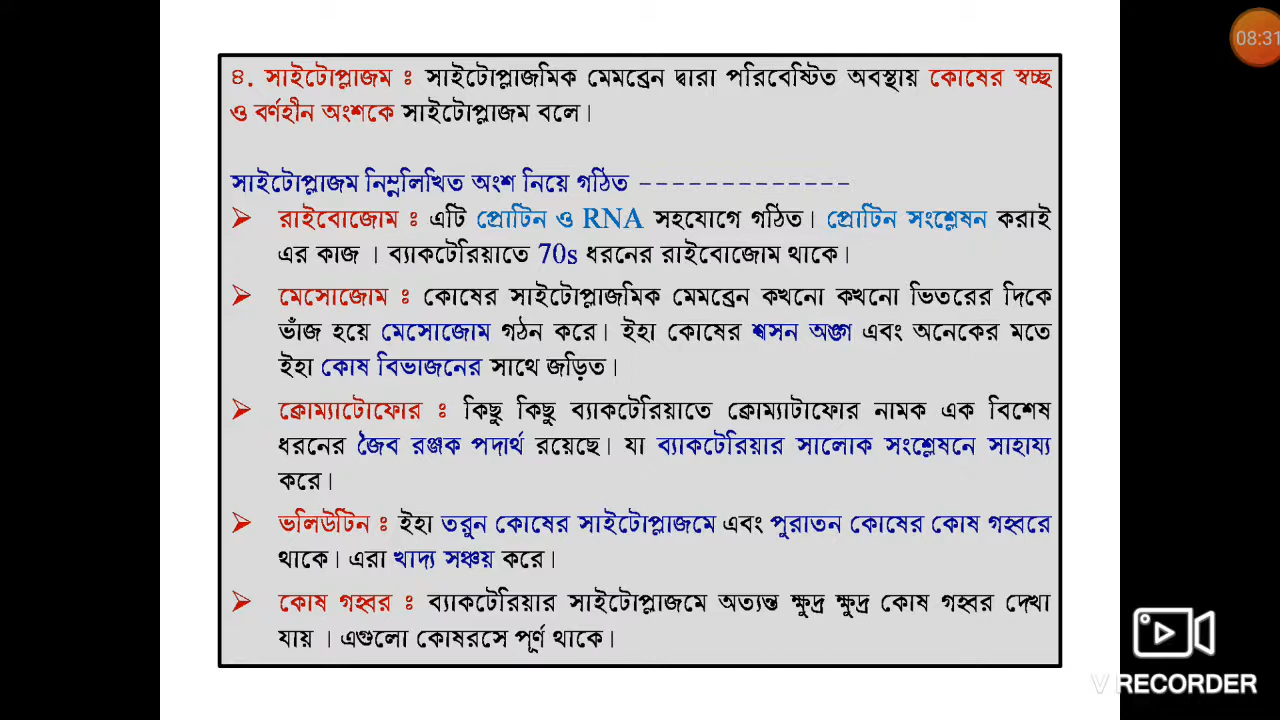 08:31
৪. সাইটোপ্লাজম ঃ সাইটোপ্লাজমিক মেমব্রেন দ্বারা পরিবেষ্টিত অবস্থায় কোষের স্বচ্ছ
ও বর্ণহীন অংশকে সাইটোপ্লাজম বলে।
সাইটোপ্লাজম নিম্নলিখিত অংশ নিয়ে গঠিত -------------
➢ রাইবোজোম ঃ এটি প্রোটিন ও RNA সহযোগে গঠিত। প্রোটিন সংশ্লেষন করাই
এর কাজ । ব্যাকটেরিয়াতে 70s ধরনের রাইবোজোম থাকে।
➢ মেসোজোম ঃ কোষের সাইটোপ্লাজমিক মেমব্রেন কখনো কখনো ভিতরের দিকে
ভাঁজ হয়ে মেসোজোম গঠন করে। ইহা কোষের শ্বসন অঙ্গ এবং অনেকের মতে
ইহা কোষ বিভাজনের সাথে জড়িত।
➢ ক্রোম্যাটোফোর ঃ কিছু কিছু ব্যাকটেরিয়াতে ক্রোম্যাটাফোর নামক এক বিশেষ
ধরনের জৈব রঞ্জক পদার্থ রয়েছে। যা ব্যাকটেরিয়ার সালোক সংশ্লেষনে সাহায্য
করে।
➢ ভলিউটিন ঃ ইহা তরুন কোষের সাইটোপ্লাজমে এবং পুরাতন কোষের কোষ গহ্বরে
থাকে। এরা খাদ্য সঞ্চয় করে।
➢ কোষ গহ্বর ঃ ব্যাকটেরিয়ার সাইটোপ্লাজমে অত্যন্ত ক্ষুদ্র ক্ষুদ্র কোষ গহ্বর দেখা
যায় । এগুলো কোষরসে পূর্ণ থাকে।
V RECORDER